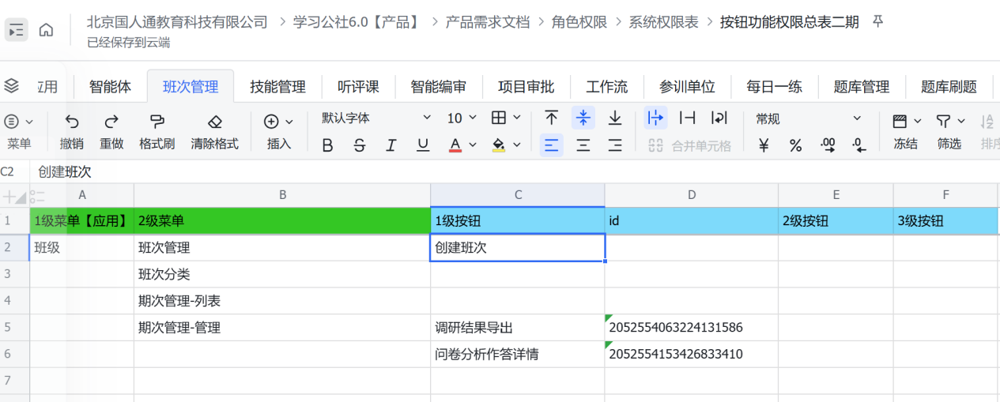 北京国人通教育科技有限公司 > 学习公社6.0【产品】 > 产品需求文档 > 角色权限 > 系统权限表 > 按钮功能权限总表二期
已经保存到云端
应用 智能体 班次管理 技能管理 听评课 智能编审 项目审批 工作流 参训单位 每日一练 题库管理 题库刷题
默认字体 10 常规
菜单 撤销 重做 格式刷 清除格式 插入 B S I U A 合并单元格 ¥ % .00 .0 冻结 筛选 排序
C2 创建班次
A B C D E F
1 1级菜单【应用】 2级菜单 1级按钮 id 2级按钮 3级按钮
2 班级 班次管理 创建班次
3 班次分类
4 期次管理-列表
5 期次管理-管理 调研结果导出 2052554063224131586
6 问卷分析作答详情 2052554153426833410
7